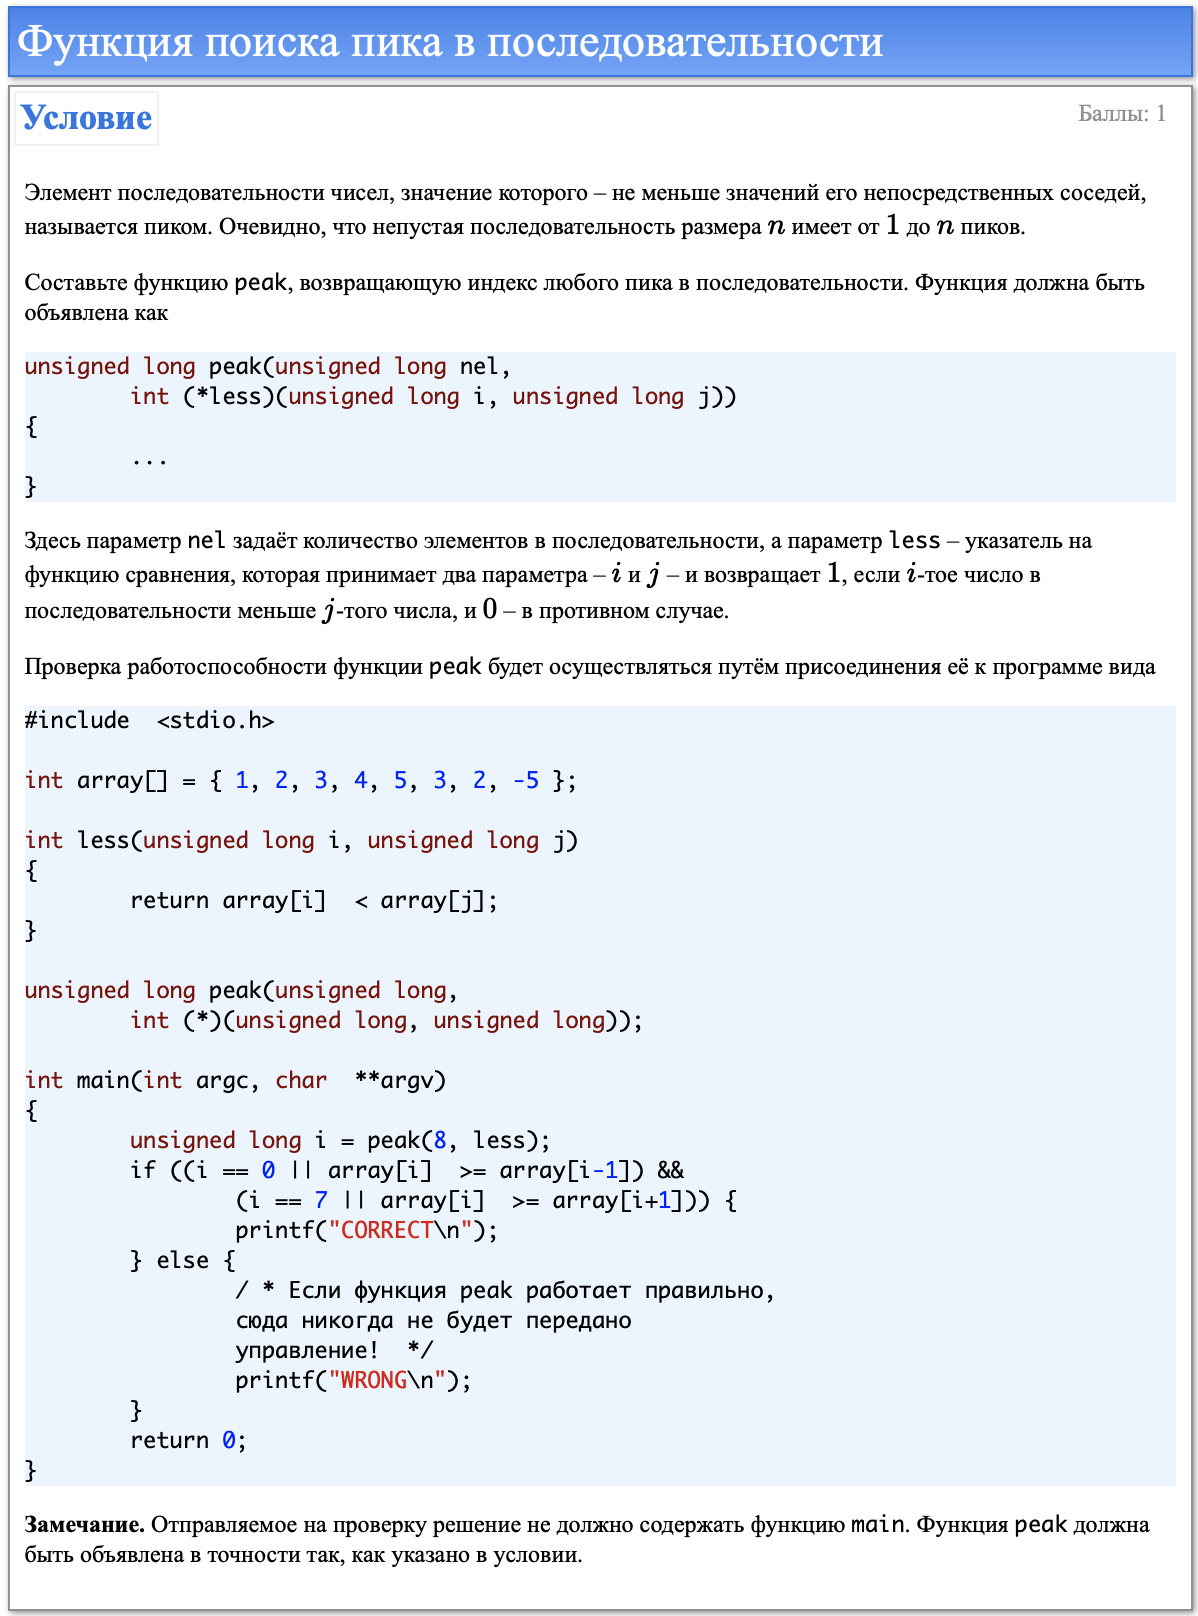 Функция поиска пика в последовательности
Условие
Баллы: 1
Элемент последовательности чисел, значение которого – не меньше значений его непосредственных соседей,
называется пиком. Очевидно, что непустая последовательность размера n имеет от 1 до n пиков.
Составьте функцию peak, возвращающую индекс любого пика в последовательности. Функция должна быть
объявлена как
unsigned long peak(unsigned long nel,
        int (*less)(unsigned long i, unsigned long j))
{
        ...
}
Здесь параметр nel задаёт количество элементов в последовательности, а параметр less – указатель на
функцию сравнения, которая принимает два параметра – i и j – и возвращает 1, если i-тое число в
последовательности меньше j-того числа, и 0 – в противном случае.
Проверка работоспособности функции peak будет осуществляться путём присоединения её к программе вида
#include  <stdio.h>
int array[] = { 1, 2, 3, 4, 5, 3, 2, -5 };
int less(unsigned long i, unsigned long j)
{
        return array[i]  < array[j];
}
unsigned long peak(unsigned long,
        int (*)(unsigned long, unsigned long));
int main(int argc, char  **argv)
{
        unsigned long i = peak(8, less);
        if ((i == 0 || array[i]  >= array[i-1]) &&
                (i == 7 || array[i]  >= array[i+1])) {
                printf("CORRECT\n");
        } else {
                / * Если функция peak работает правильно,
                сюда никогда не будет передано
                управление!  */
                printf("WRONG\n");
        }
        return 0;
}
Замечание. Отправляемое на проверку решение не должно содержать функцию main. Функция peak должна
быть объявлена в точности так, как указано в условии.